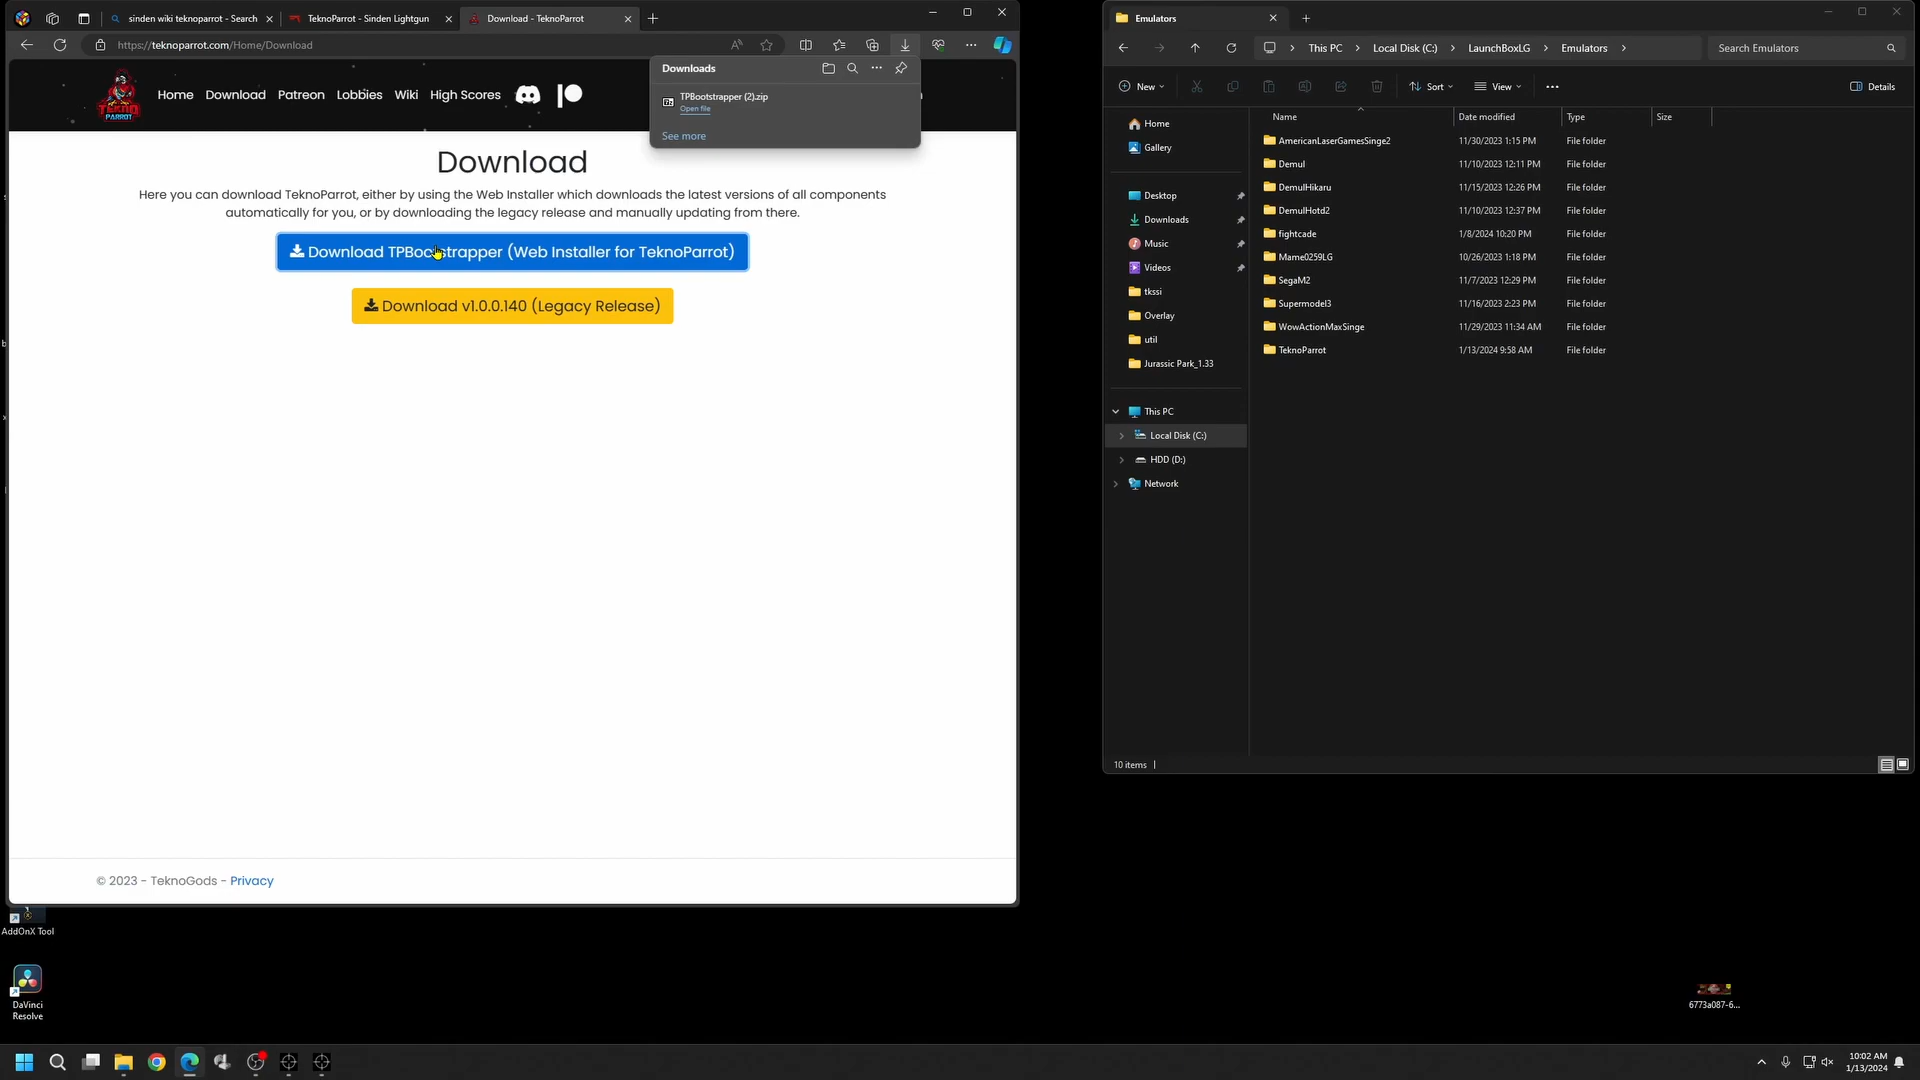 sinden wiki teknoparrot - Search
TeknoParrot - Sinden Lightgun
Download - TeknoParrot
https://teknoparrot.com/Home/Download
TEKNO
PARROT
Home
Download
Patreon
Lobbies
Wiki
High Scores
Downloads
TPBootstrapper (2).zip
Open file
See more
Download
Here you can download TeknoParrot, either by using the Web Installer which downloads the latest versions of all components
automatically for you, or by downloading the legacy release and manually updating from there.
Download TPBootstrapper (Web Installer for TeknoParrot)
Download v1.0.0.140 (Legacy Release)
© 2023 - TeknoGods - Privacy
AddOnX Tool
DaVinci
Resolve
Emulators
This PC
Local Disk (C:)
LaunchBoxLG
Emulators
Search Emulators
New
Sort
View
Details
Home
Gallery
Desktop
Downloads
Music
Videos
tkssi
Overlay
util
Jurassic Park_1.33
This PC
Local Disk (C:)
HDD (D:)
Network
Name Date modified Type Size
AmericanLaserGamesSinge2 11/30/2023 1:15 PM File folder
Demul 11/10/2023 12:11 PM File folder
DemulHikaru 11/15/2023 12:26 PM File folder
DemulHotd2 11/10/2023 12:37 PM File folder
fightcade 1/8/2024 10:20 PM File folder
Mame0259LG 10/26/2023 1:18 PM File folder
SegaM2 11/7/2023 12:29 PM File folder
Supermodel3 11/16/2023 2:23 PM File folder
WowActionMaxSinge 11/29/2023 11:34 AM File folder
TeknoParrot 1/13/2024 9:58 AM File folder
10 items
6773a087-6...
10:02 AM
1/13/2024